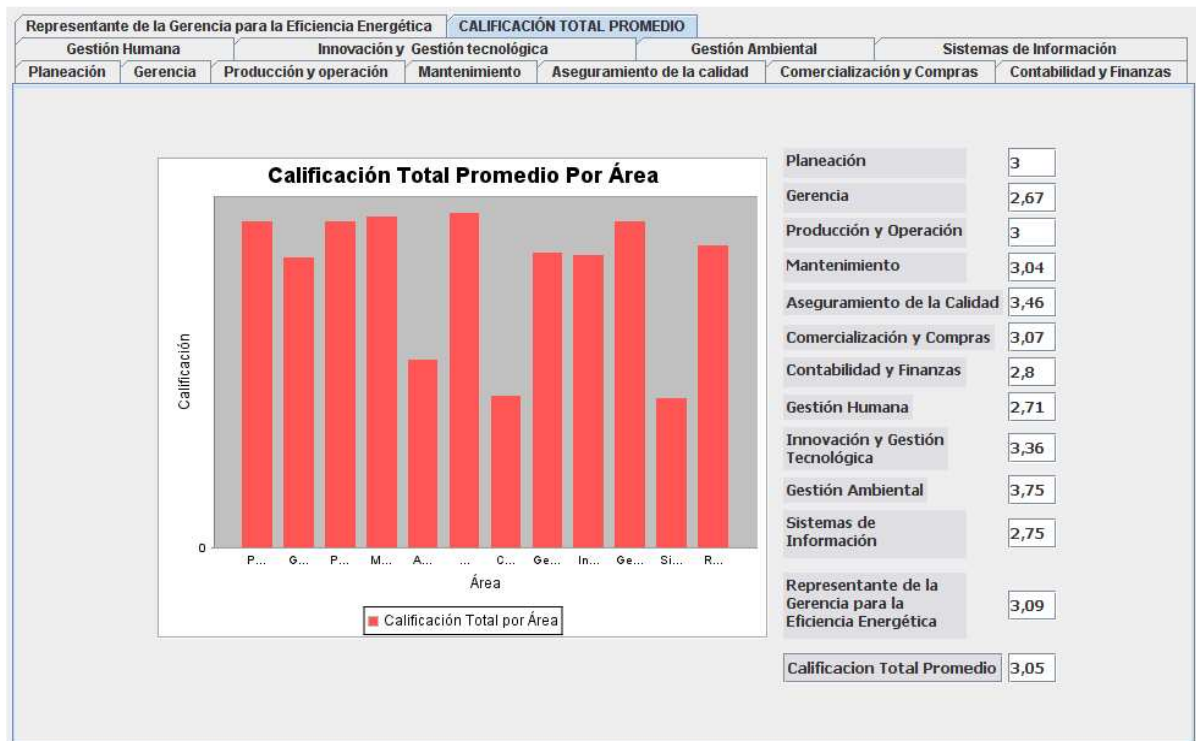 Representante de la Gerencia para la Eficiencia Energética CALIFICACIÓN TOTAL PROMEDIO
Gestión Humana Innovación y Gestión tecnológica Gestión Ambiental Sistemas de Información
Planeación Gerencia Producción y operación Mantenimiento Aseguramiento de la calidad Comercialización y Compras Contabilidad y Finanzas
Calificación Total Promedio Por Área
Calificación
0
P... G... P... M... A... ... C... Ge... In... Ge... Si... R...
Área
Calificación Total por Área
Planeación 3
Gerencia 2,67
Producción y Operación 3
Mantenimiento 3,04
Aseguramiento de la Calidad 3,46
Comercialización y Compras 3,07
Contabilidad y Finanzas 2,8
Gestión Humana 2,71
Innovación y Gestión
Tecnológica 3,36
Gestión Ambiental 3,75
Sistemas de
Información 2,75
Representante de la
Gerencia para la
Eficiencia Energética 3,09
Calificacion Total Promedio 3,05